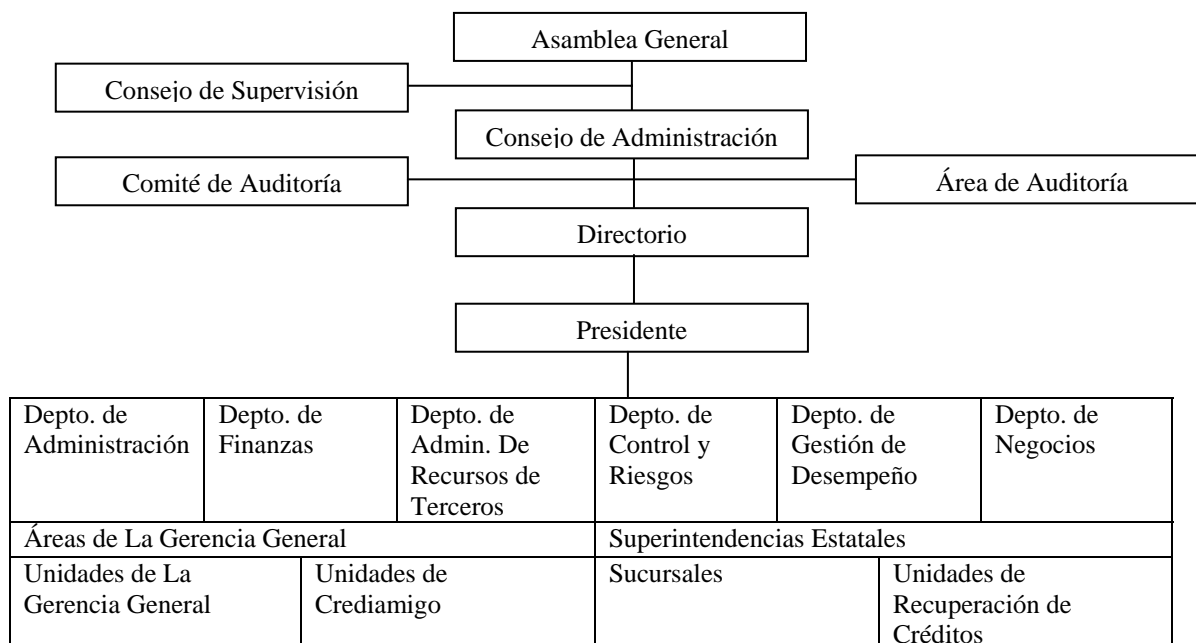 Asamblea General
Consejo de Supervisión
Consejo de Administración
Comité de Auditoría
Área de Auditoría
Directorio
Presidente
Depto. de
Administración
Depto. de
Finanzas
Depto. de
Admin. De
Recursos de
Terceros
Depto. de
Control y
Riesgos
Depto. de
Gestión de
Desempeño
Depto. de
Negocios
Áreas de La Gerencia General
Superintendencias Estatales
Unidades de La
Gerencia General
Unidades de
Crediamigo
Sucursales
Unidades de
Recuperación de
Créditos